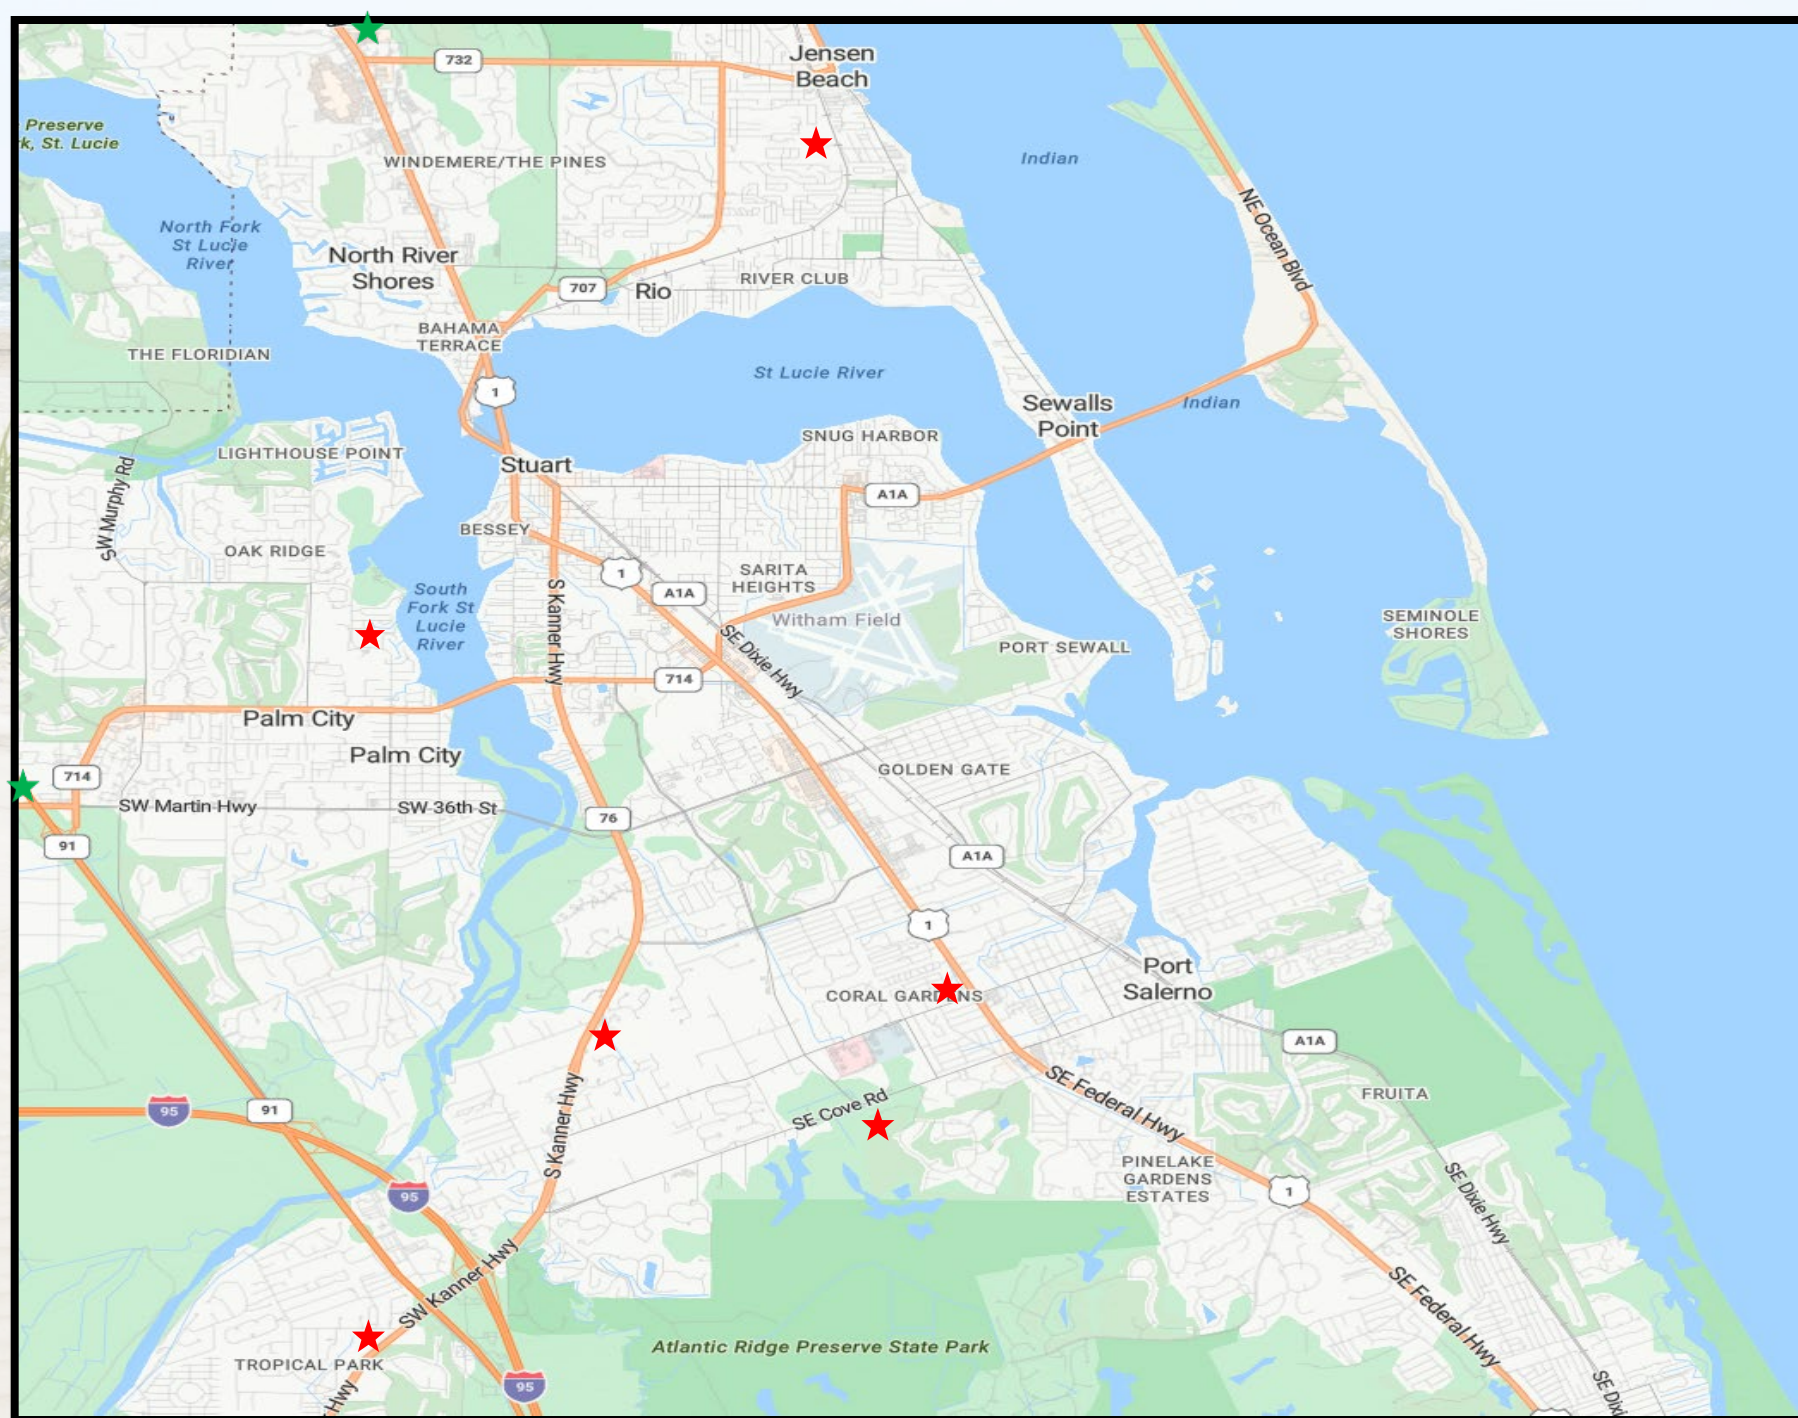 732
Jensen
Beach
Preserve
k, St. Lucie
WINDEMERE/THE PINES
Indian
North Fork
St Lucie
River
NE Ocean Blvd
North River
Shores
707
Rio
RIVER CLUB
BAHAMA
TERRACE
THE FLORIDIAN
St Lucie River
1
Sewalls
Point
Indian
SNUG HARBOR
LIGHTHOUSE POINT
Stuart
A1A
SW Murphy Rd
BESSEY
OAK RIDGE
1
SARITA
HEIGHTS
A1A
South
Fork St
Lucie
River
S Kanner Hwy
Witham Field
SEMINOLE
SHORES
PORT SEWALL
SE Dixie Hwy
714
Palm City
Palm City
GOLDEN GATE
714
SW Martin Hwy
SW 36th St
76
91
A1A
1
Port
Salerno
CORAL GARDENS
A1A
SE Federal Hwy
FRUITA
95
91
S Kanner Hwy
SE Cove Rd
PINELAKE
GARDENS
ESTATES
95
1
SE Dixie Hwy
SW Kanner Hwy
SE Federal Hwy
Atlantic Ridge Preserve State Park
TROPICAL PARK
95
Hwy
SE Dixi